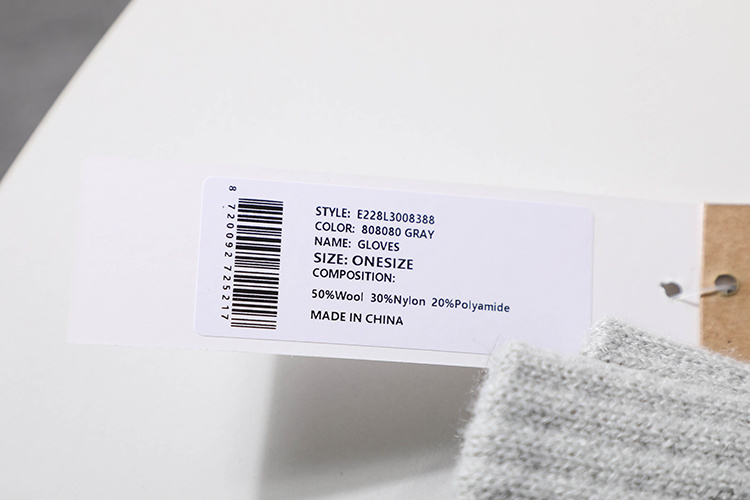 8 720092 725217
STYLE: E228L3008388
COLOR: 808080 GRAY
NAME: GLOVES
SIZE: ONESIZE
COMPOSITION:
50%Wool 30%Nylon 20%Polyamide
MADE IN CHINA